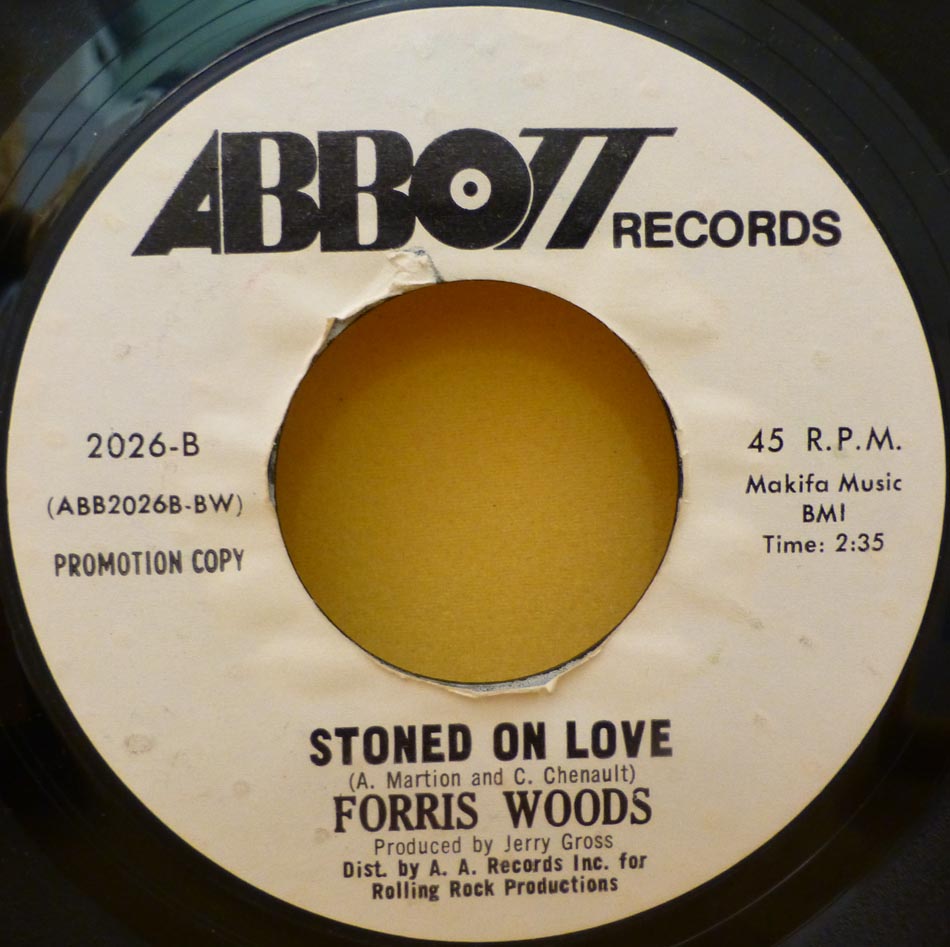 ABBOTT RECORDS
2026-B
(ABB2026B-BW)
PROMOTION COPY
45 R.P.M.
Makifa Music
BMI
Time: 2:35
STONED ON LOVE
(A. Martion and C. Chenault)
FORRIS WOODS
Produced by Jerry Gross
Dist. by A. A. Records Inc. for
Rolling Rock Productions